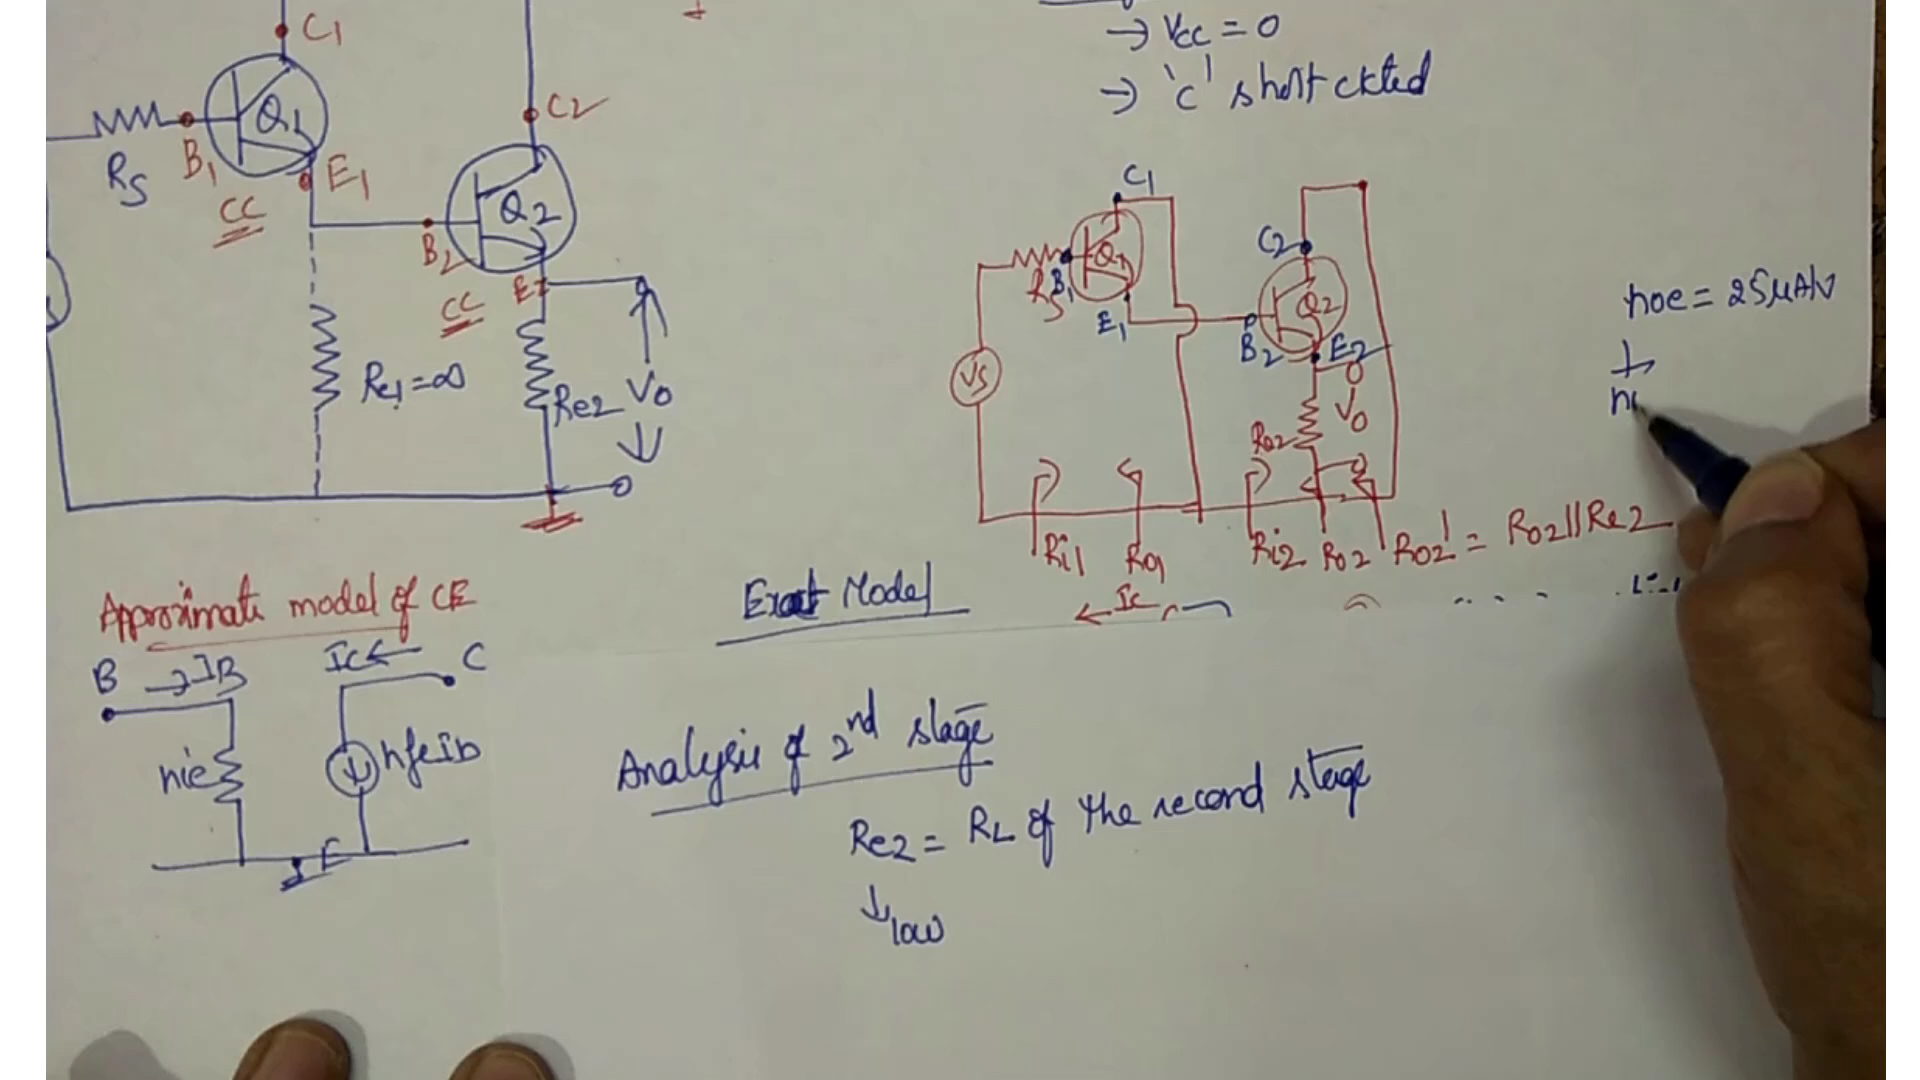 C1
Q1
RS
B1
E1
CC
C2
Q2
B2
CC
E2
Re1 = ∞
Re2
Vo
→ Vcc = 0
→ 'C' short ckted
C1
Q1
RS
B1
E1
VS
C2
Q2
B2
E2
Vo
Re2
Ri1
Ro1
Ri2
Ro2
Ro2' = Ro2||Re2
hoe = 25μA/V
1/h
Approximate model of CE
B → IB
Ic ← C
hie
hfeIb
E
Exact Model
← Ic
Analysis of 2nd stage
Re2 = RL of the second stage
↓ low